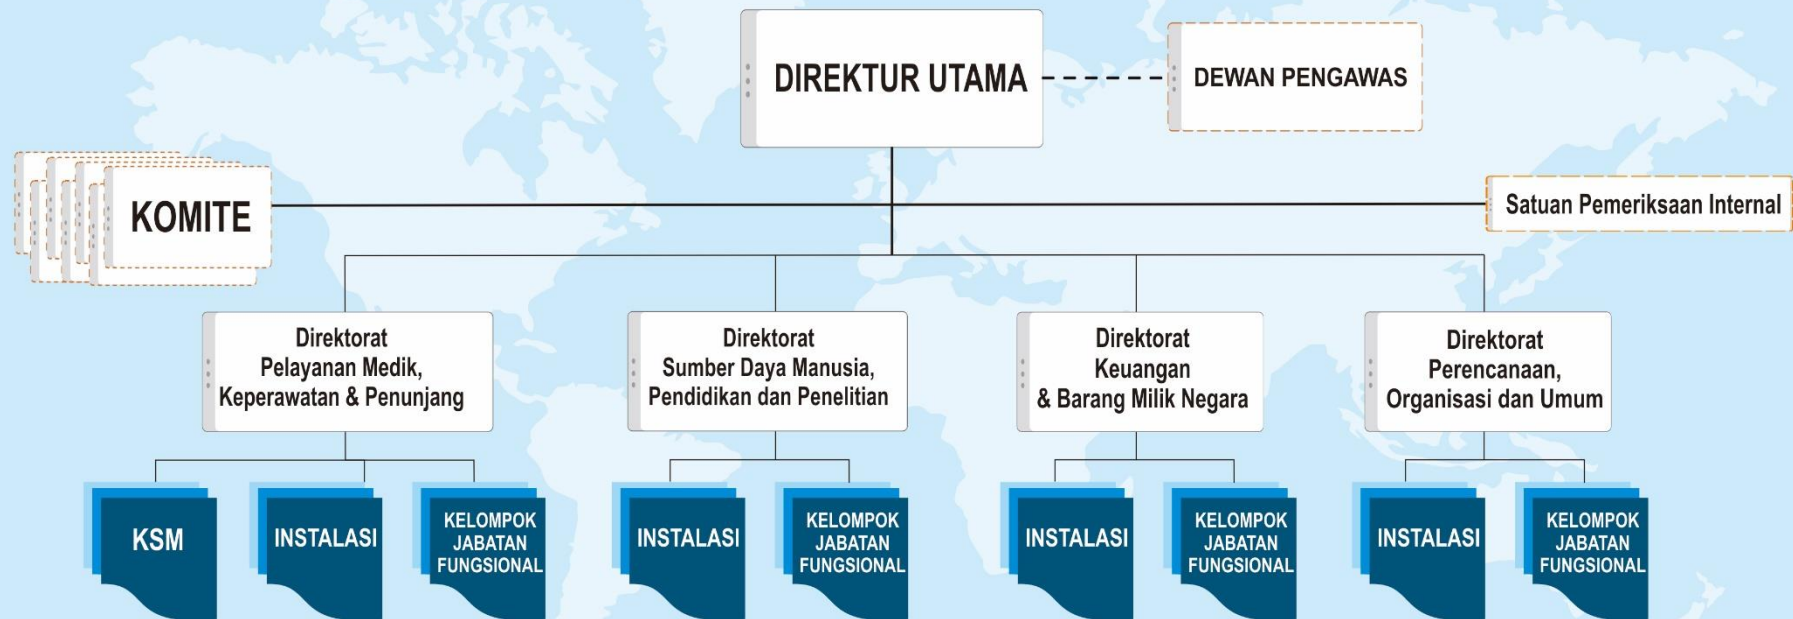 DIREKTUR UTAMA
DEWAN PENGAWAS
KOMITE
Satuan Pemeriksaan Internal
Direktorat
Pelayanan Medik,
Keperawatan & Penunjang
Direktorat
Sumber Daya Manusia,
Pendidikan dan Penelitian
Direktorat
Keuangan
& Barang Milik Negara
Direktorat
Perencanaan,
Organisasi dan Umum
KSM
INSTALASI
KELOMPOK
JABATAN
FUNGSIONAL
INSTALASI
KELOMPOK
JABATAN
FUNGSIONAL
INSTALASI
KELOMPOK
JABATAN
FUNGSIONAL
INSTALASI
KELOMPOK
JABATAN
FUNGSIONAL